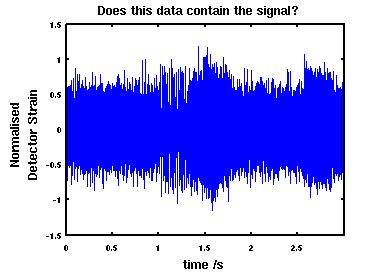 Does this data contain the signal?
1.5
1
0.5
0
-0.5
-1
-1.5
Normalised
Detector Strain
0 0.5 1 1.5 2 2.5
time /s